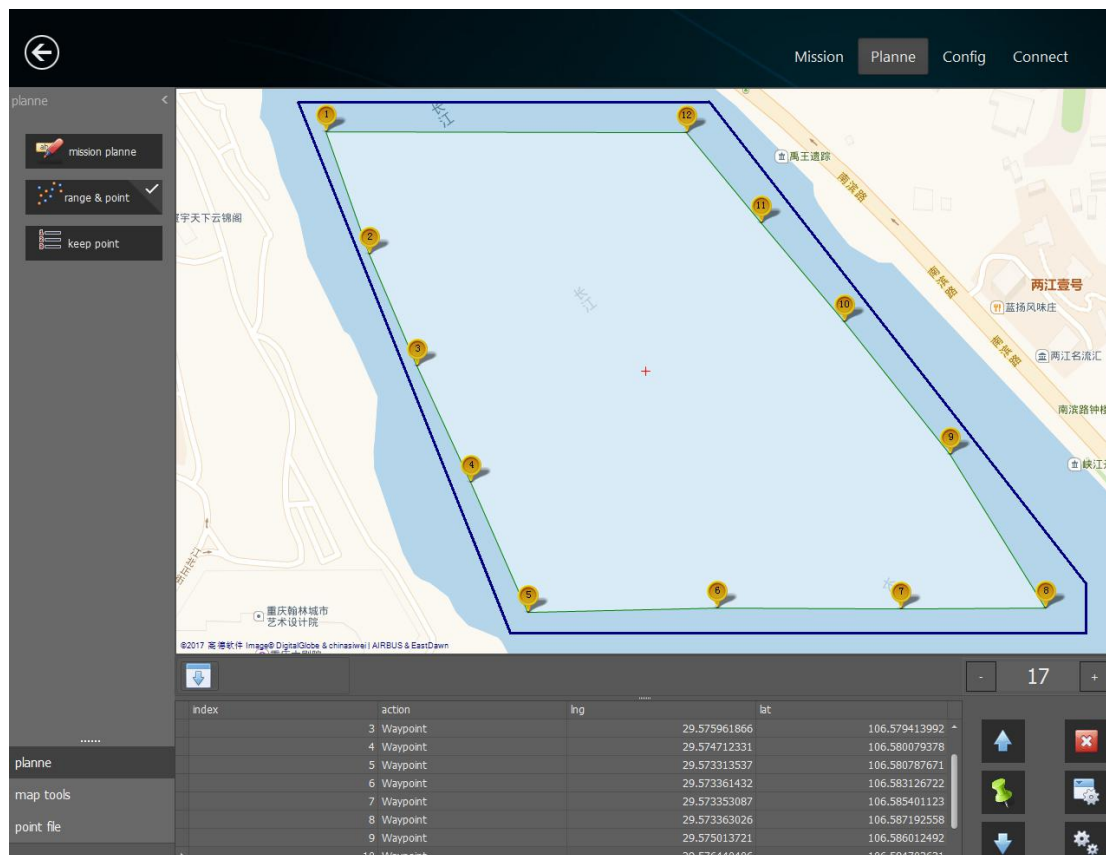 Mission Planne Config Connect
planne
mission planne
range & point
keep point
长江
禹王遗踪
南滨路
寰宇天下云锦阁
南滨路
两江壹号
蓝扬风味庄
南滨路
两江名流汇
南滨路钟楼
峡江
长江
1
2
3
4
5
6
7
8
9
10
11
12
重庆翰林城市
艺术设计院
©2017 高德软件 Image© DigitalGlobe & chinasiwei | AIRBUS & EastDawn
- 17 +
index action lng lat
3 Waypoint 29.575961866 106.579413992
4 Waypoint 29.574712331 106.580079378
5 Waypoint 29.573313537 106.580787671
6 Waypoint 29.573361432 106.583126722
7 Waypoint 29.573353087 106.585401123
8 Waypoint 29.573363026 106.587192558
9 Waypoint 29.575013721 106.586012492
planne
map tools
point file